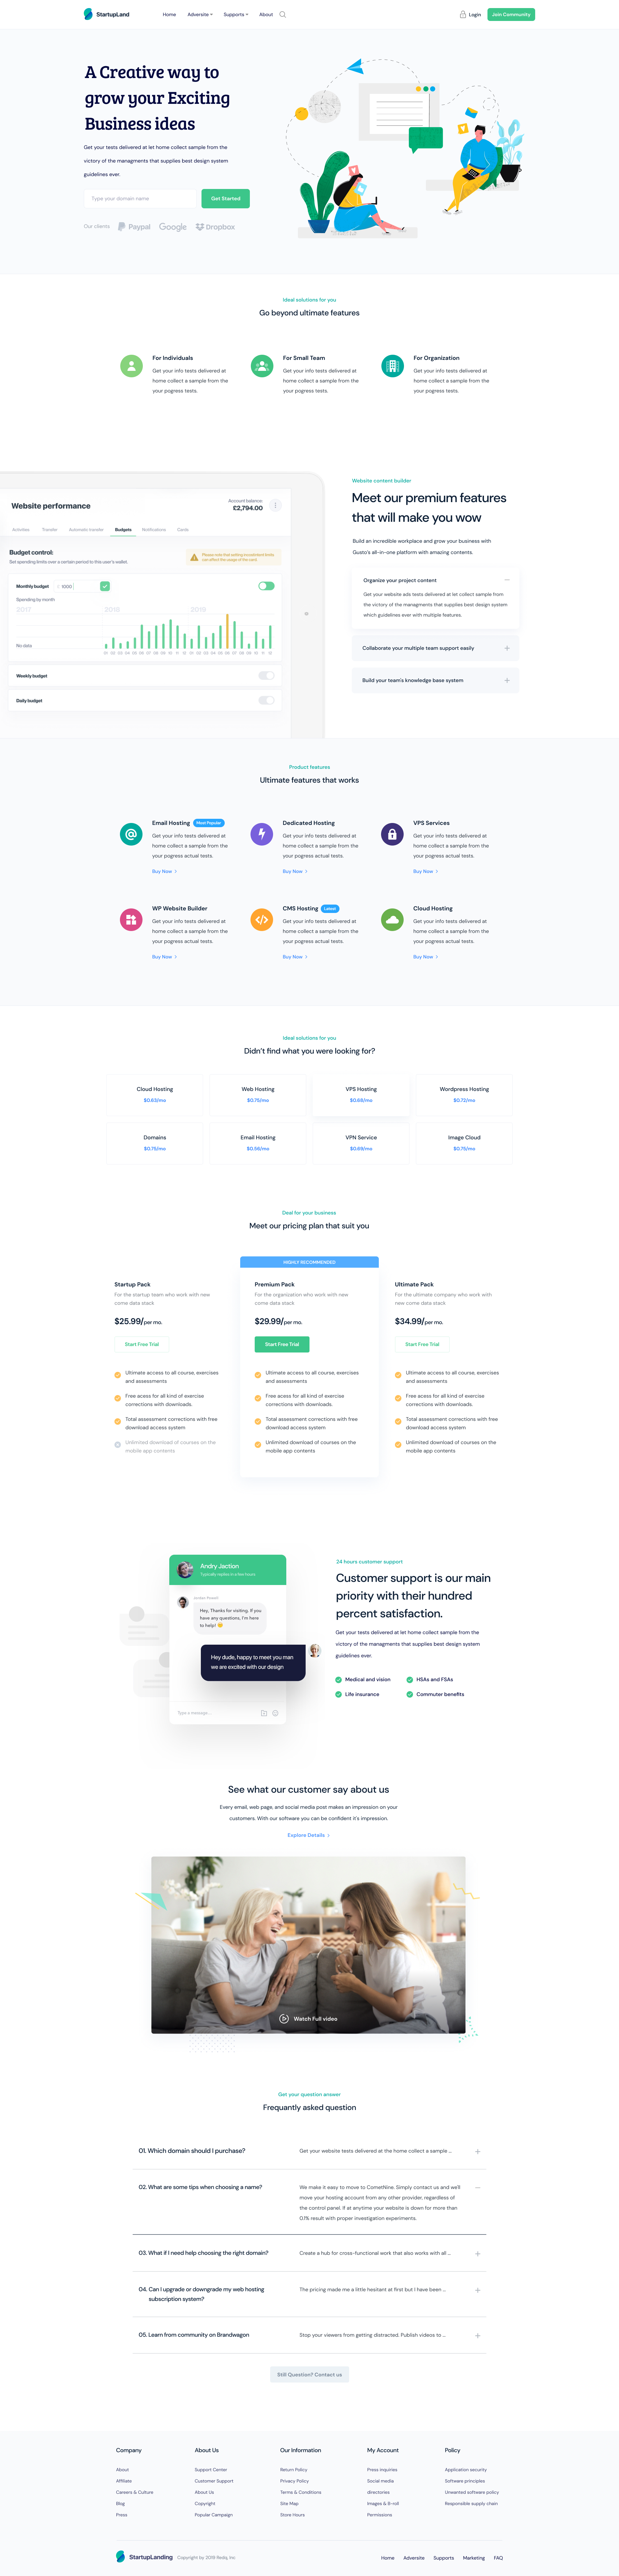 StartupLand
Home
Adversite
Supports
About
Login
Join Community
A Creative way to
grow your Exciting
Business ideas
Get your tests delivered at let home collect sample from the
victory of the managments that supplies best design system
guidelines ever.
Type your domain name
Get Started
Our clients
Paypal
Google
Dropbox
Ideal solutions for you
Go beyond ultimate features
For Individuals
Get your info tests delivered at
home collect a sample from the
your pogress tests.
For Small Team
Get your info tests delivered at
home collect a sample from the
your pogress tests.
For Organization
Get your info tests delivered at
home collect a sample from the
your pogress tests.
Website performance
Account balance:
£2,794.00
Activities
Transfer
Automatic transfer
Budgets
Notifications
Cards
Budget control:
Set spending limits over a certain period to this user's wallet.
Please note that setting investement limits
can affect the usage of this card.
Monthly budget
1000
Spending by month
2017
2018
2019
No data
Weekly budget
Daily budget
Website content builder
Meet our premium features
that will make you wow
Build an incredible workplace and grow your business with
Gusto's all-in-one platform with amazing contents.
Organize your project content
Get your website ads tests delivered at let collect sample from
the victory of the managments that supplies best design system
which guidelines ever with multiple features.
Collaborate your multiple team support easily
Build your team's knowledge base system
Product features
Ultimate features that works
Email Hosting
Most Popular
Get your info tests delivered at
home collect a sample from the
your pogress actual tests.
Buy Now
Dedicated Hosting
Get your info tests delivered at
home collect a sample from the
your pogress actual tests.
Buy Now
VPS Services
Get your info tests delivered at
home collect a sample from the
your pogress actual tests.
Buy Now
WP Website Builder
Get your info tests delivered at
home collect a sample from the
your pogress actual tests.
Buy Now
CMS Hosting
Latest
Get your info tests delivered at
home collect a sample from the
your pogress actual tests.
Buy Now
Cloud Hosting
Get your info tests delivered at
home collect a sample from the
your pogress actual tests.
Buy Now
Ideal solutions for you
Didn't find what you were looking for?
Cloud Hosting
$0.63/mo
Web Hosting
$0.75/mo
VPS Hosting
$0.69/mo
Wordpress Hosting
$0.72/mo
Domains
$0.75/mo
Email Hosting
$0.56/mo
VPN Service
$0.69/mo
Image Cloud
$0.75/mo
Deal for your business
Meet our pricing plan that suit you
HIGHLY RECOMMENDED
Startup Pack
For the startup team who work with new
come data stack
$25.99/per mo.
Start Free Trial
Ultimate access to all course, exercises
and assessments
Free acess for all kind of exercise
corrections with downloads.
Total assessment corrections with free
download access system
Unlimited download of courses on the
mobile app contents
Premium Pack
For the organization who work with new
come data stack
$29.99/per mo.
Start Free Trial
Ultimate access to all course, exercises
and assessments
Free acess for all kind of exercise
corrections with downloads.
Total assessment corrections with free
download access system
Unlimited download of courses on the
mobile app contents
Ultimate Pack
For the ultimate company who work with
new come data stack
$34.99/per mo.
Start Free Trial
Ultimate access to all course, exercises
and assessments
Free acess for all kind of exercise
corrections with downloads.
Total assessment corrections with free
download access system
Unlimited download of courses on the
mobile app contents
Andry Jaction
Typically replies in a few hours
Hey, Thanks for visiting. If you
have any questions, I'm here
to help! 😊
Hey dude, happy to meet you man
we are excited with our design
Type a message...
24 hours customer support
Customer support is our main
priority with their hundred
percent satisfaction.
Get your tests delivered at let home collect sample from the
victory of the managments that supplies best design system
guidelines ever.
Medical and vision
HSAs and FSAs
Life insurance
Commuter benefits
See what our customer say about us
Every email, web page, and social media post makes an impression on your
customers. With our software you can be confident it's impression.
Explore Details
Watch Full video
Get your question answer
Frequantly asked question
01. Which domain should I purchase?
Get your website tests delivered at the home collect a sample ...
02. What are some tips when choosing a name?
We make it easy to move to CometNine. Simply contact us and we'll
move your hosting account from any other provider, regardless of
the control panel. If at anytime your website is down for more than
0.1% result with proper investigation experiments.
03. What if I need help choosing the right domain?
Create a hub for cross-functional work that also works with all ...
04. Can I upgrade or downgrade my web hosting
subscription system?
The pricing made me a little hesitant at first but I have been ...
05. Learn from community on Brandwagon
Stop your viewers from getting distracted. Publish videos to ...
Still Question? Contact us
Company
About
Affiliate
Careers & Culture
Blog
Press
About Us
Support Center
Customer Support
About Us
Copyright
Popular Campaign
Our Information
Return Policy
Privacy Policy
Terms & Conditions
Site Map
Store Hours
My Account
Press inquiries
Social media
directories
Images & B-roll
Permissions
Policy
Application security
Software principles
Unwanted software policy
Responsible supply chain
StartupLanding
Copyright by 2019 Redq, Inc
Home
Adversite
Supports
Marketing
FAQ